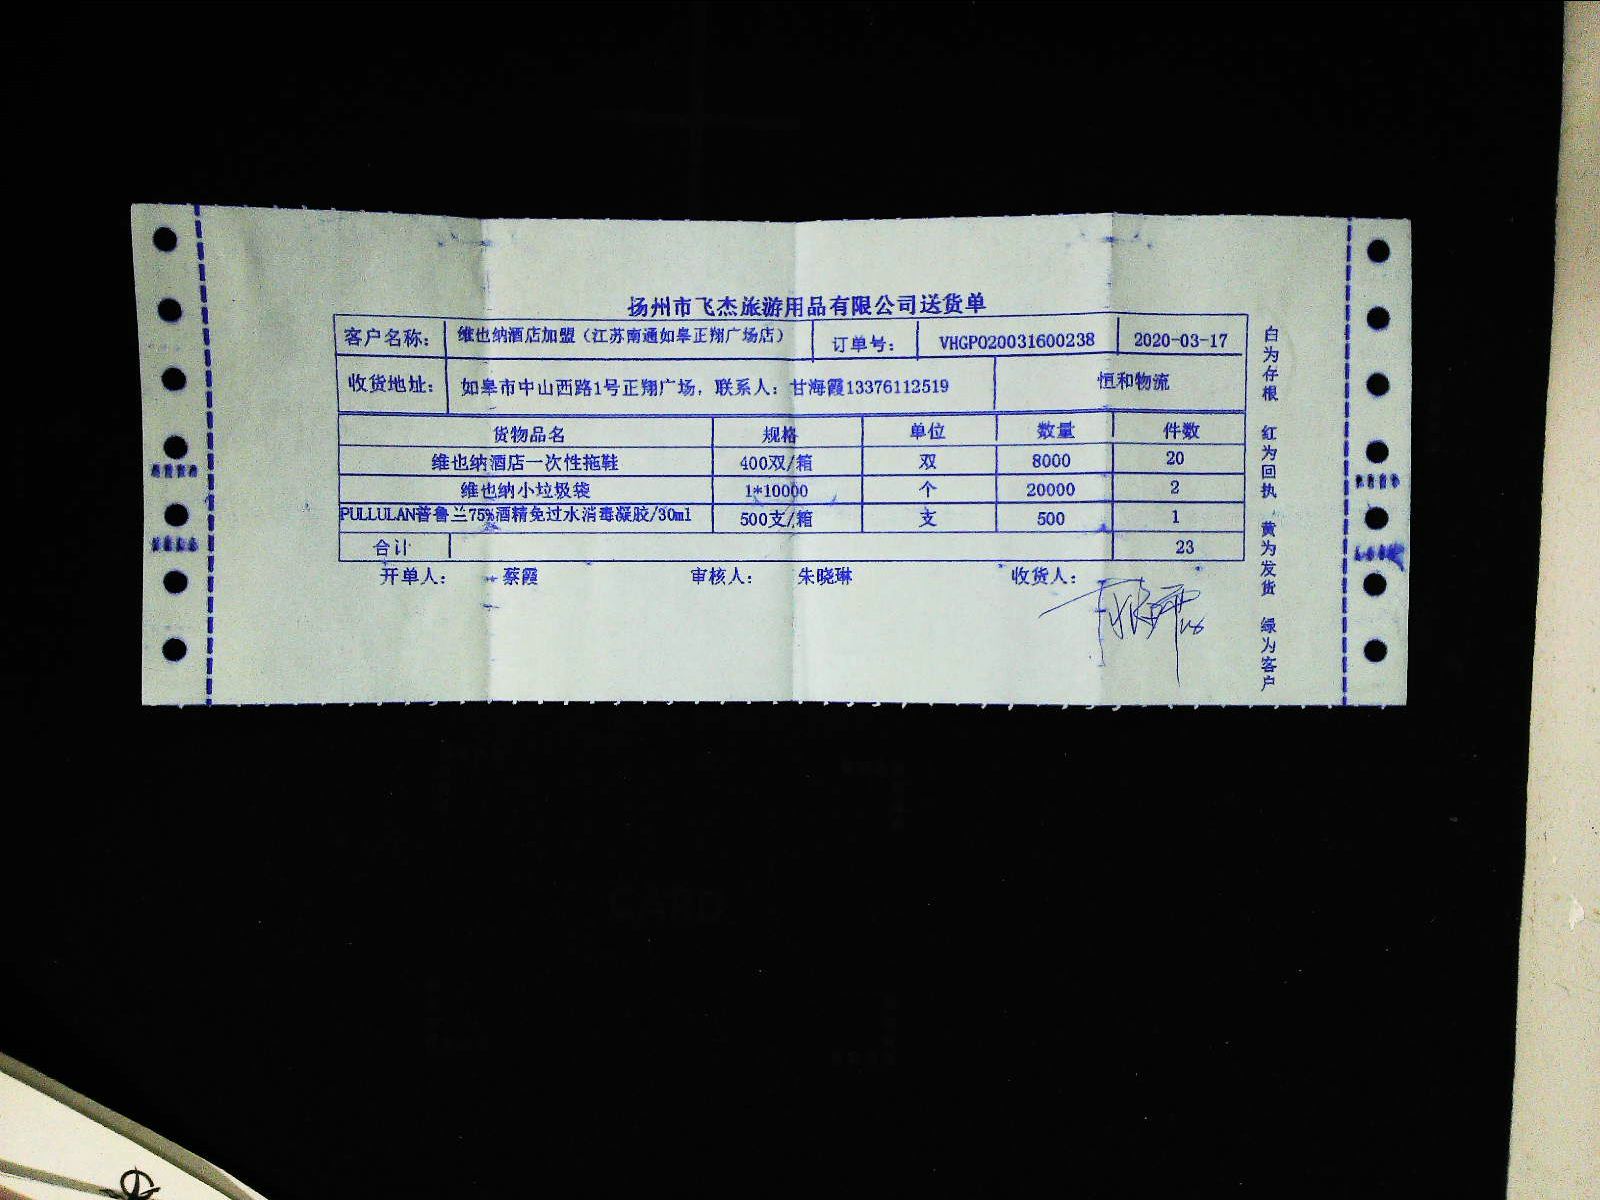 扬州市飞杰旅游用品有限公司送货单
客户名称： 维也纳酒店加盟（江苏南通如皋正翔广场店） 订单号： VHGPO20031600238 2020-03-17
收货地址： 如皋市中山西路1号正翔广场，联系人：甘海霞13376112519 恒和物流
货物品名 规格 单位 数量 件数
维也纳酒店一次性拖鞋 400双/箱 双 8000 20
维也纳小垃圾袋 1*10000 个 20000 2
PULLULAN普鲁兰75%酒精免过水消毒凝胶/30ml 500支/箱 支 500 1
合计 23
开单人： 蔡霞 审核人： 朱晓琳 收货人：
白为存根 红为回执 黄为发货 绿为客户